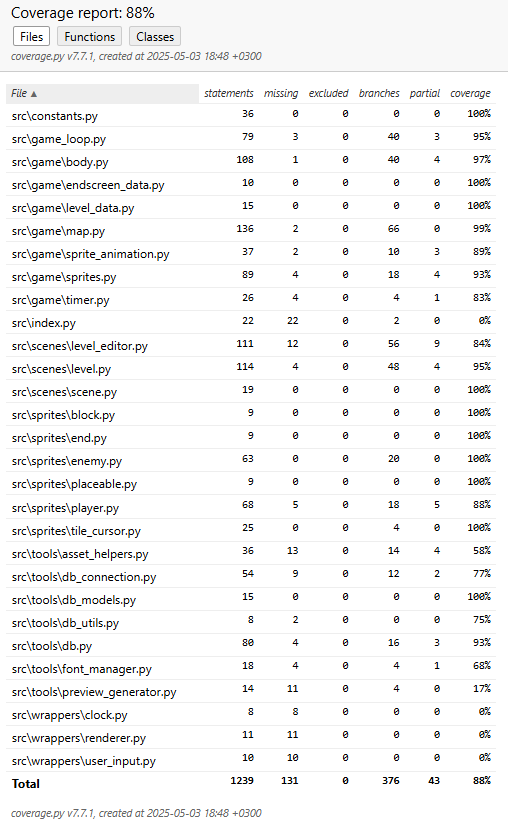 Coverage report: 88%
Files Functions Classes
coverage.py v7.7.1, created at 2025-05-03 18:48 +0300
File ▲ statements missing excluded branches partial coverage
src\constants.py 36 0 0 0 0 100%
src\game_loop.py 79 3 0 40 3 95%
src\game\body.py 108 1 0 40 4 97%
src\game\endscreen_data.py 10 0 0 0 0 100%
src\game\level_data.py 15 0 0 0 0 100%
src\game\map.py 136 2 0 66 0 99%
src\game\sprite_animation.py 37 2 0 10 3 89%
src\game\sprites.py 89 4 0 18 4 93%
src\game\timer.py 26 4 0 4 1 83%
src\index.py 22 22 0 2 0 0%
src\scenes\level_editor.py 111 12 0 56 9 84%
src\scenes\level.py 114 4 0 48 4 95%
src\scenes\scene.py 19 0 0 0 0 100%
src\sprites\block.py 9 0 0 0 0 100%
src\sprites\end.py 9 0 0 0 0 100%
src\sprites\enemy.py 63 0 0 20 0 100%
src\sprites\placeable.py 9 0 0 0 0 100%
src\sprites\player.py 68 5 0 18 5 88%
src\sprites\tile_cursor.py 25 0 0 4 0 100%
src\tools\asset_helpers.py 36 13 0 14 4 58%
src\tools\db_connection.py 54 9 0 12 2 77%
src\tools\db_models.py 15 0 0 0 0 100%
src\tools\db_utils.py 8 2 0 0 0 75%
src\tools\db.py 80 4 0 16 3 93%
src\tools\font_manager.py 18 4 0 4 1 68%
src\tools\preview_generator.py 14 11 0 4 0 17%
src\wrappers\clock.py 8 8 0 0 0 0%
src\wrappers\renderer.py 11 11 0 0 0 0%
src\wrappers\user_input.py 10 10 0 0 0 0%
Total 1239 131 0 376 43 88%
coverage.py v7.7.1, created at 2025-05-03 18:48 +0300